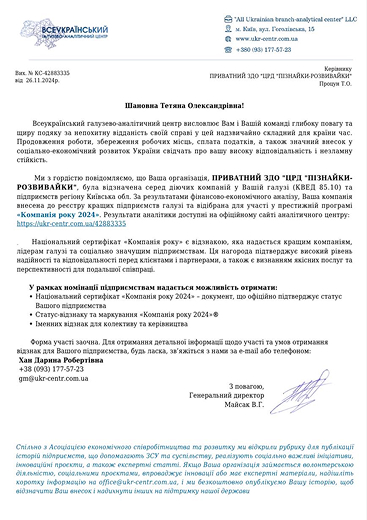 ВСЕУКРАЇНСЬКИЙ
ГАЛУЗЕВО-АНАЛІТИЧНИЙ ЦЕНТР
"All Ukrainian branch-analytical center" LLC
м. Київ, вул. Гоголівська, 15
www.ukr-centr.com.ua
+380 (93) 177-57-23
Вих. № КС-42883335
від 26.11.2024р.
Керівнику
ПРИВАТНИЙ ЗДО "ЦРД "ПІЗНАЙКИ-РОЗВИВАЙКИ"
Процун Т.О.
Шановна Тетяна Олександрівна!
Всеукраїнський галузево-аналітичний центр висловлює Вам і Вашій команді глибоку повагу та
щиру подяку за непохитну відданість своїй справі у цей надзвичайно складний для країни час.
Продовження роботи, збереження робочих місць, сплата податків, а також значний внесок у
соціально-економічний розвиток України свідчать про вашу високу відповідальність і незламну
стійкість.
Ми з гордістю повідомляємо, що Ваша організація, ПРИВАТНИЙ ЗДО "ЦРД "ПІЗНАЙКИ-
РОЗВИВАЙКИ", була відзначена серед діючих компаній у Вашій галузі (КВЕД 85.10) та
підприємств регіону Київська обл. За результатами фінансово-економічного аналізу, Ваша компанія
внесена до реєстру кращих підприємств галузі та відібрана для участі у престижній програмі
«Компанія року 2024». Результати аналітики доступні на офіційному сайті аналітичного центру:
https://ukr-centr.com.ua/42883335
Національний сертифікат «Компанія року» є відзнакою, яка надається кращим компаніям,
лідерам галузі та соціально значущим підприємствам. Ця нагорода підтверджує високий рівень
надійності та відповідальності перед клієнтами і партнерами, а також є визнанням якісних послуг та
перспективності для подальшої співпраці.
У рамках номінації підприємствам надається можливість отримати:
• Національний сертифікат «Компанія року 2024» – документ, що офіційно підтверджує статус
Вашого підприємства
• Статус-відзнаку та маркування «Компанія року 2024»®
• Іменних відзнак для колективу та керівництва
Форма участі заочна. Для отримання детальної інформації щодо участі та умов отримання
відзнак для Вашого підприємства, будь ласка, зв'яжіться з нами за e-mail або телефоном:
Хан Дарина Робертівна
+38 (093) 177-57-23
gm@ukr-centr.com.ua
З повагою,
Генеральний директор
Майсак В.Г.
Спільно з Асоціацією економічного співробітництва та розвитку ми відкрили рубрику для публікації
історій підприємств, що допомагають ЗСУ та суспільству, реалізують соціально важливі ініціативи,
інноваційні проєкти, а також експертні статті. Якщо Ваша організація займається волонтерською
діяльністю, соціальними проєктами, впроваджує інновації або має експертні матеріали, надішліть
коротку інформацію на office@ukr-centr.com.ua, і ми безкоштовно опублікуємо Вашу історію, щоб
відзначити Ваш внесок і надихнути інших на підтримку нашої держави